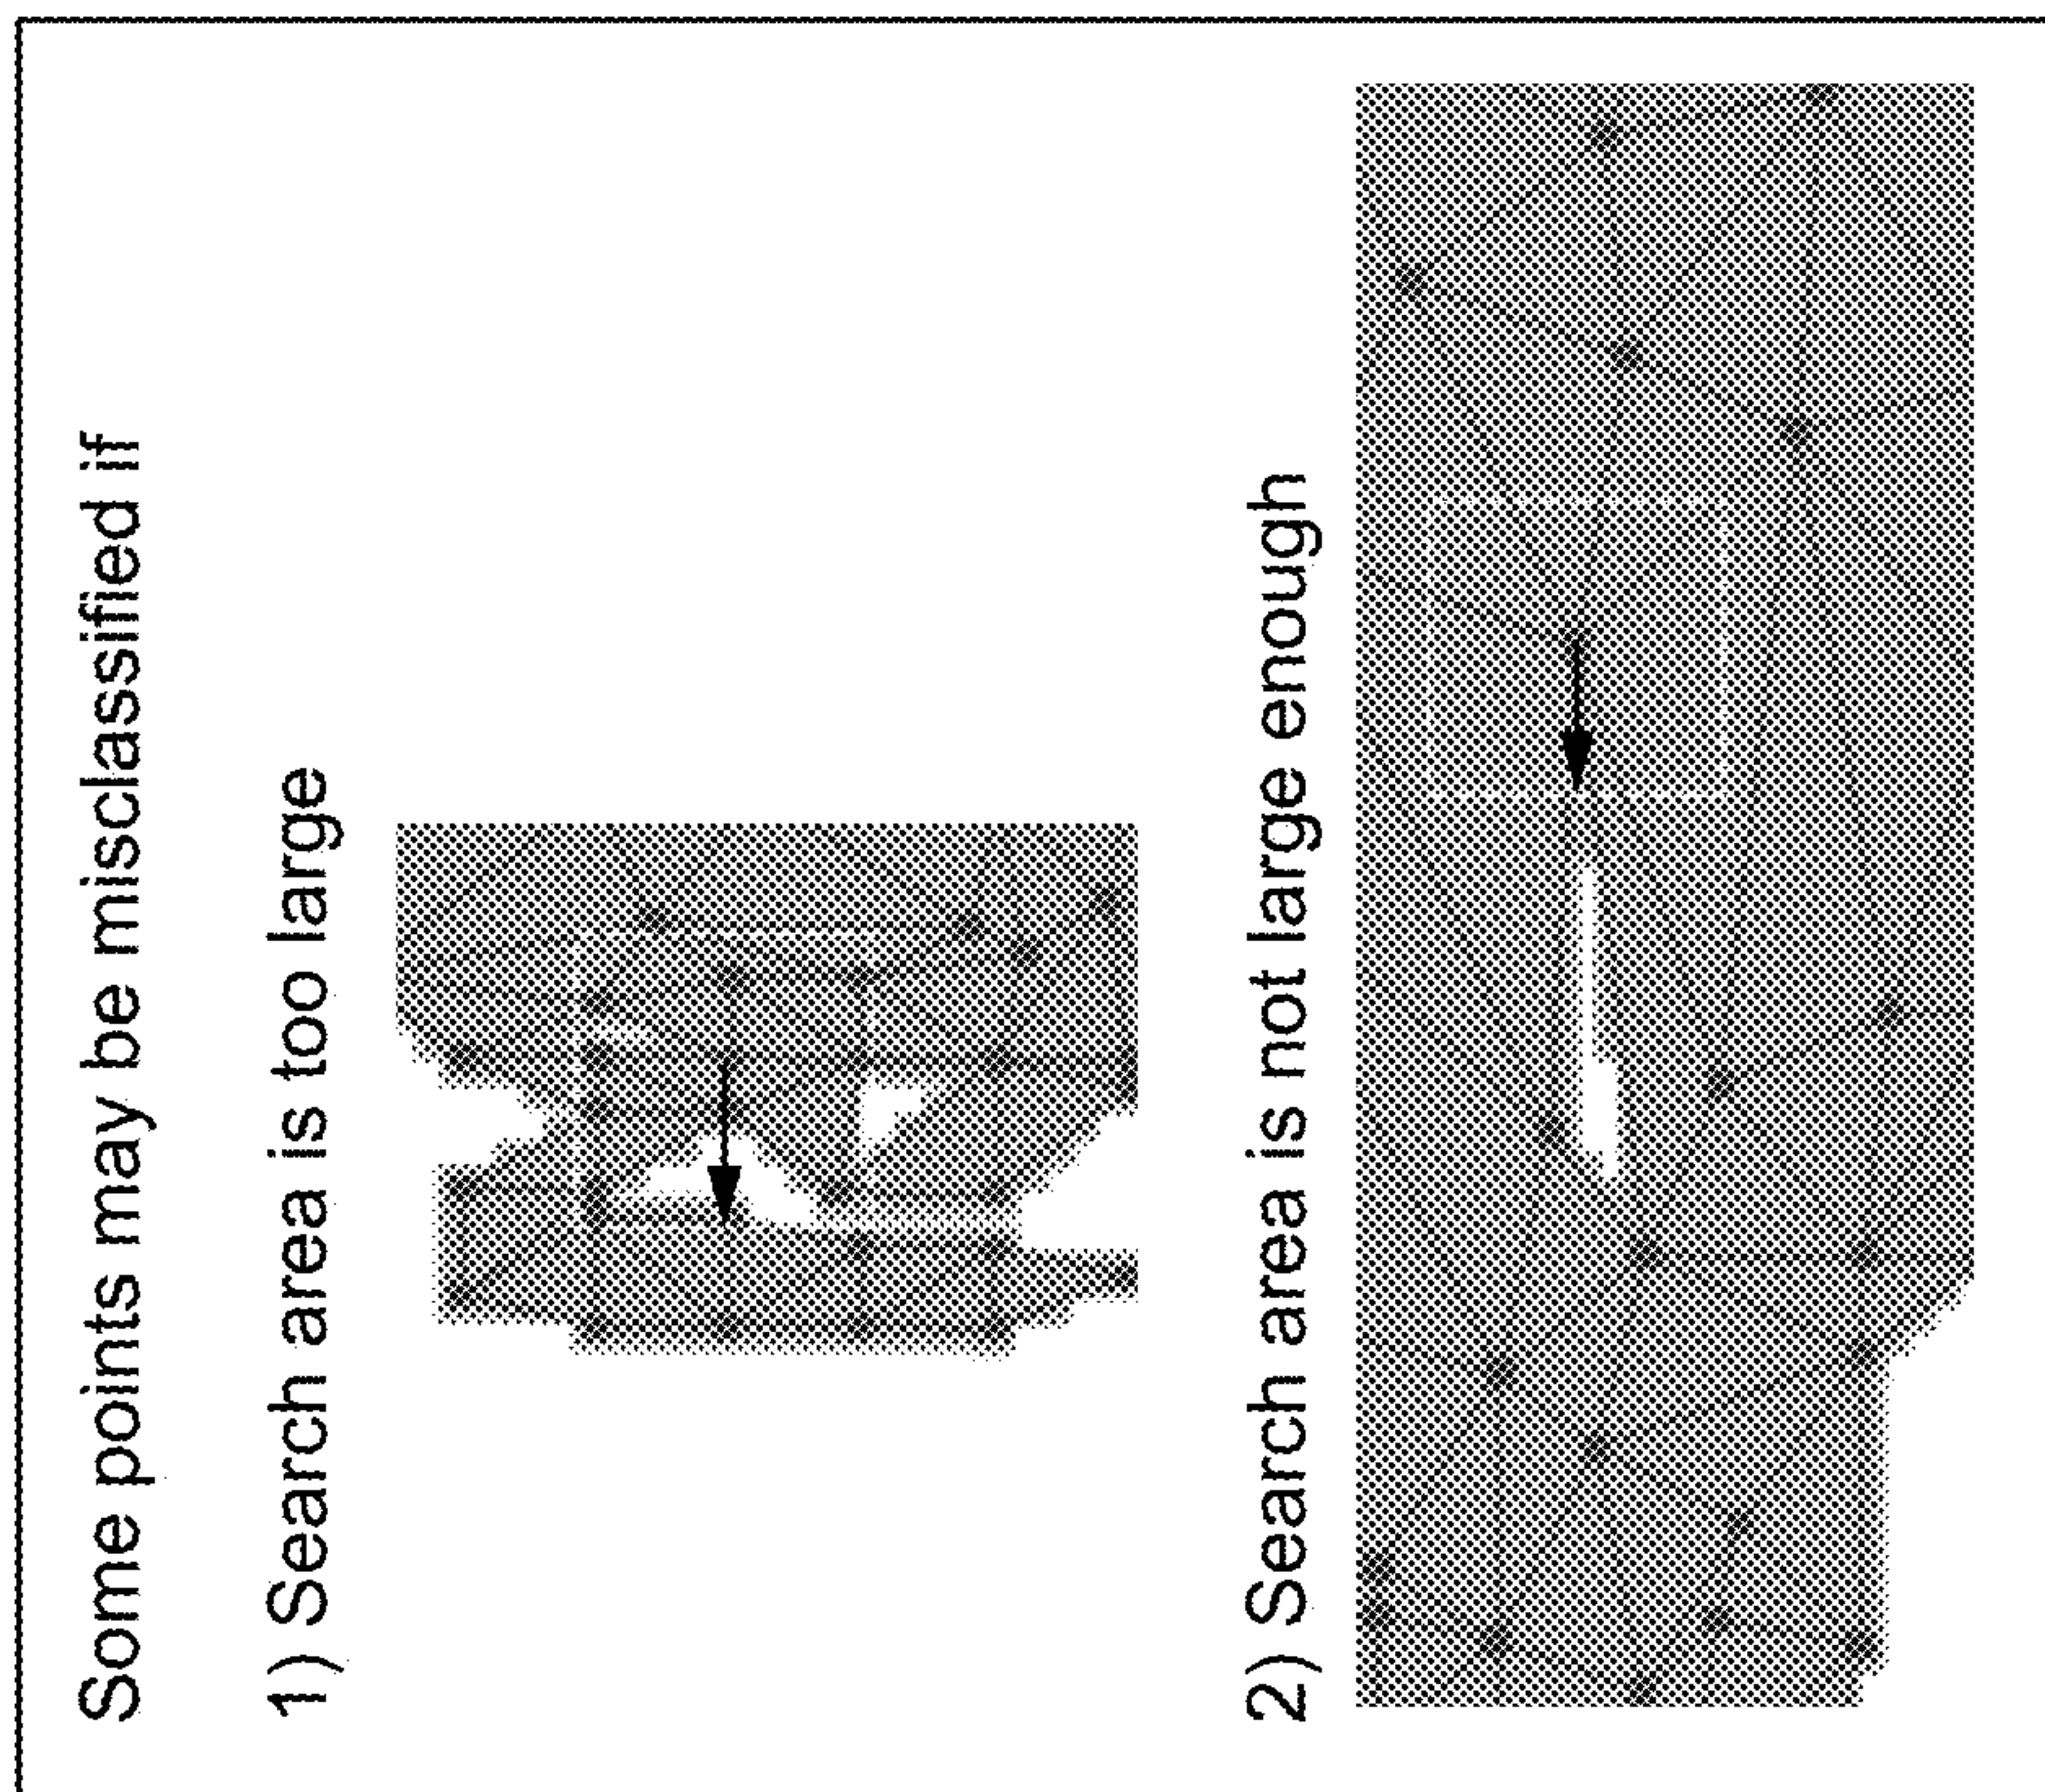 Some points may be misclassified if
1) Search area is too large
2) Search area is not large enough